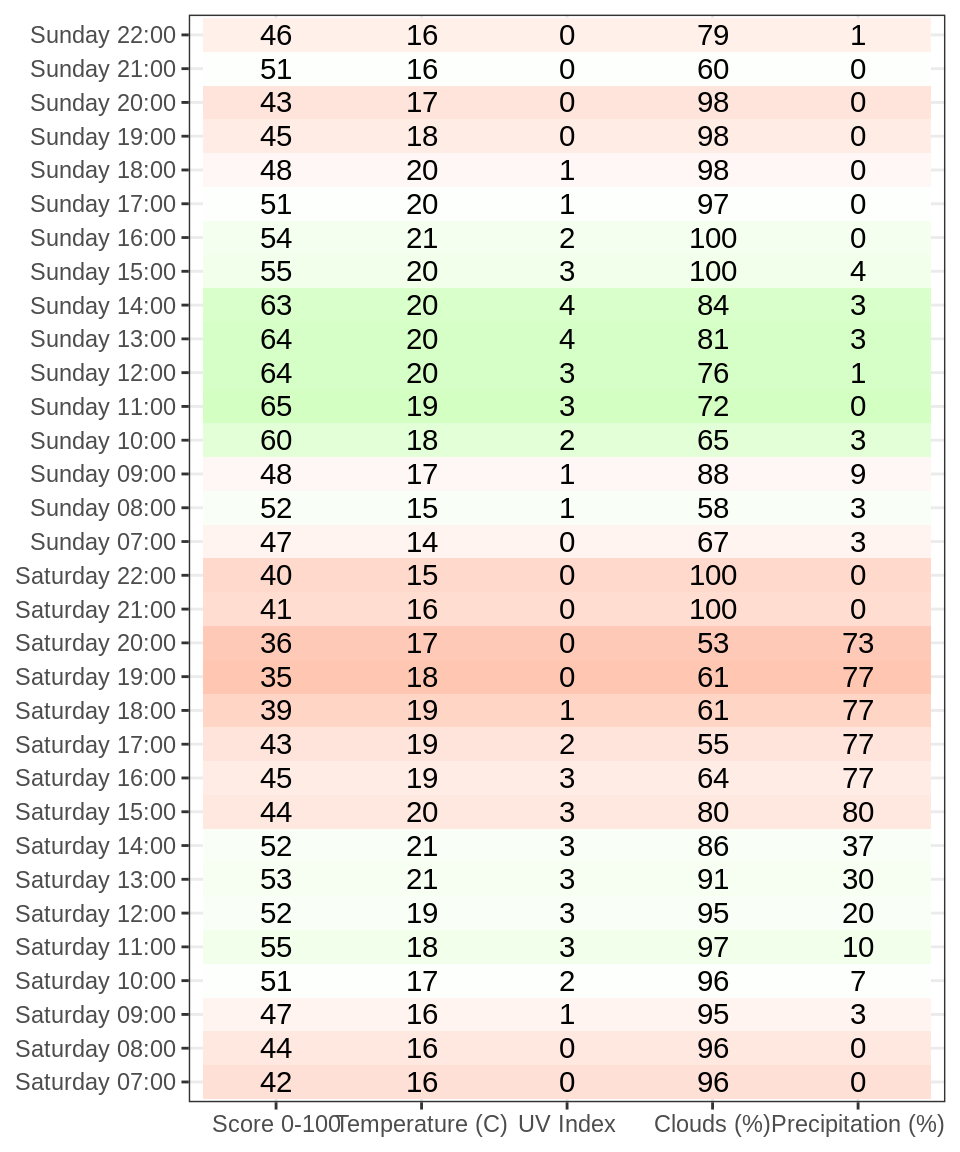 Sunday 22:00 46 16 0 79 1
Sunday 21:00 51 16 0 60 0
Sunday 20:00 43 17 0 98 0
Sunday 19:00 45 18 0 98 0
Sunday 18:00 48 20 1 98 0
Sunday 17:00 51 20 1 97 0
Sunday 16:00 54 21 2 100 0
Sunday 15:00 55 20 3 100 4
Sunday 14:00 63 20 4 84 3
Sunday 13:00 64 20 4 81 3
Sunday 12:00 64 20 3 76 1
Sunday 11:00 65 19 3 72 0
Sunday 10:00 60 18 2 65 3
Sunday 09:00 48 17 1 88 9
Sunday 08:00 52 15 1 58 3
Sunday 07:00 47 14 0 67 3
Saturday 22:00 40 15 0 100 0
Saturday 21:00 41 16 0 100 0
Saturday 20:00 36 17 0 53 73
Saturday 19:00 35 18 0 61 77
Saturday 18:00 39 19 1 61 77
Saturday 17:00 43 19 2 55 77
Saturday 16:00 45 19 3 64 77
Saturday 15:00 44 20 3 80 80
Saturday 14:00 52 21 3 86 37
Saturday 13:00 53 21 3 91 30
Saturday 12:00 52 19 3 95 20
Saturday 11:00 55 18 3 97 10
Saturday 10:00 51 17 2 96 7
Saturday 09:00 47 16 1 95 3
Saturday 08:00 44 16 0 96 0
Saturday 07:00 42 16 0 96 0
Score 0-100 Temperature (C) UV Index Clouds (%) Precipitation (%)